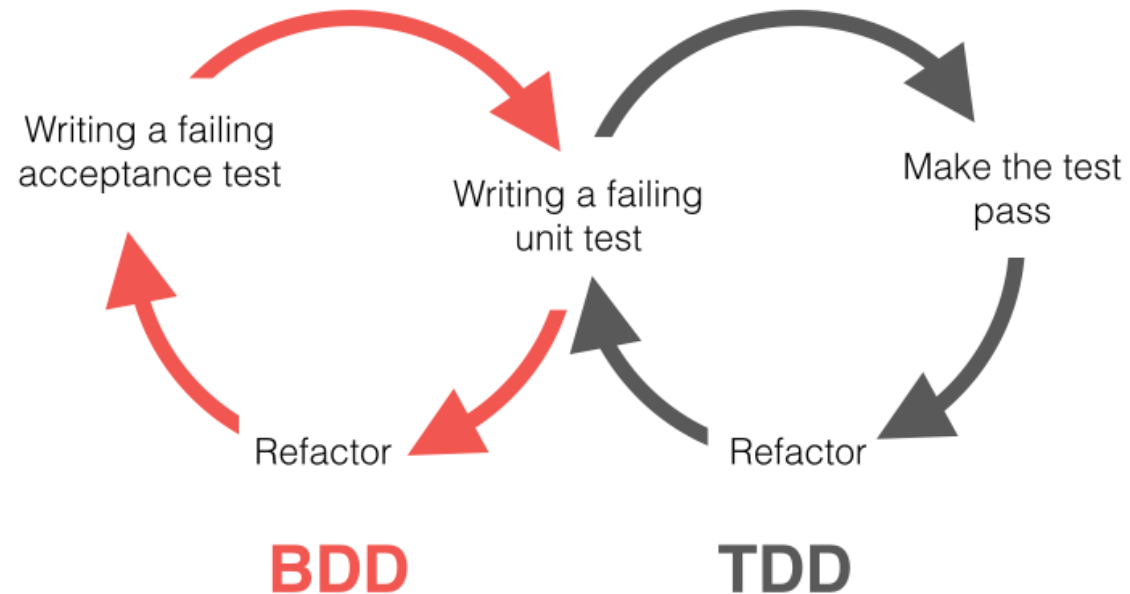 Writing a failing
acceptance test
Writing a failing
unit test
Make the test
pass
Refactor
Refactor
BDD
TDD